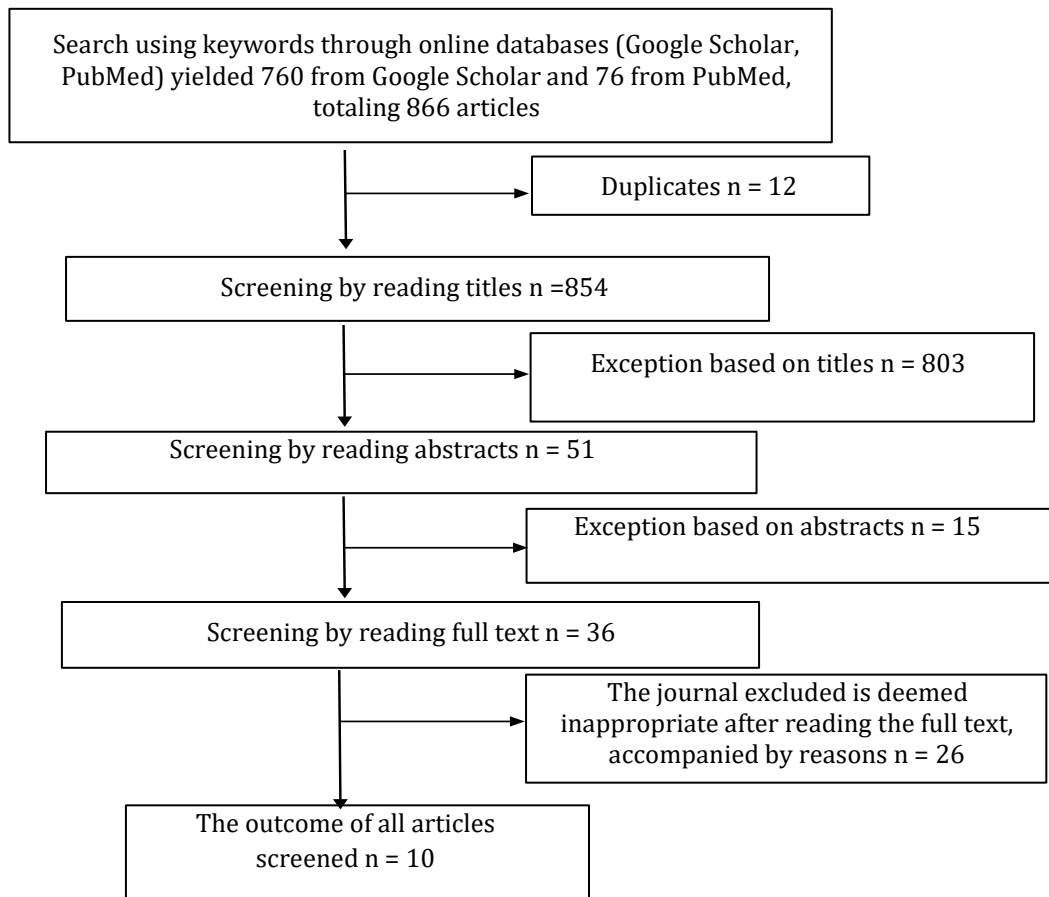 Search using keywords through online databases (Google Scholar,
PubMed) yielded 760 from Google Scholar and 76 from PubMed,
totaling 866 articles
Duplicates n = 12
Screening by reading titles n =854
Exception based on titles n = 803
Screening by reading abstracts n = 51
Exception based on abstracts n = 15
Screening by reading full text n = 36
The journal excluded is deemed
inappropriate after reading the full text,
accompanied by reasons n = 26
The outcome of all articles
screened n = 10